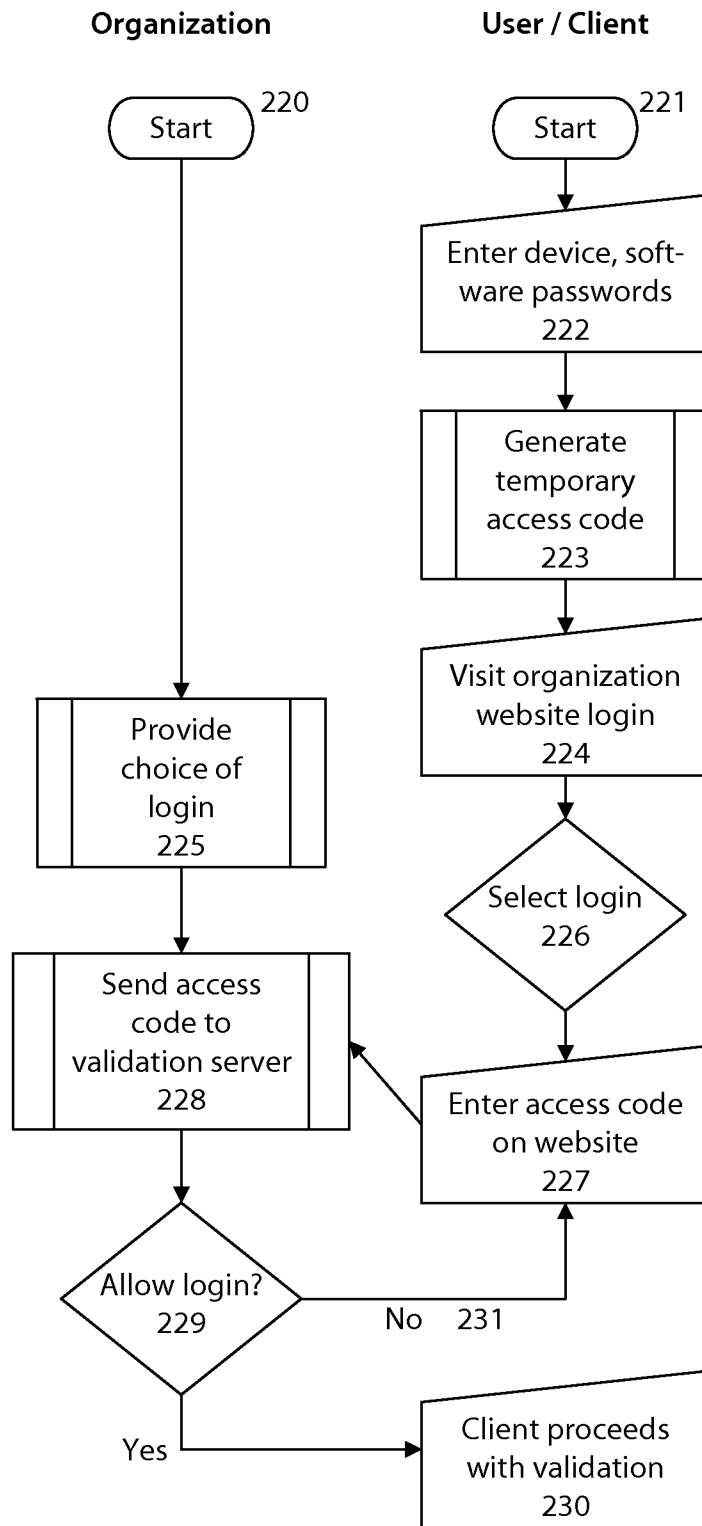 Organization
User / Client
220
Start
221
Start
Enter device, soft-
ware passwords
222
Generate
temporary
access code
223
Visit organization
website login
224
Provide
choice of
login
225
Select login
226
Send access
code to
validation server
228
Enter access code
on website
227
Allow login?
229
No 231
Yes
Client proceeds
with validation
230